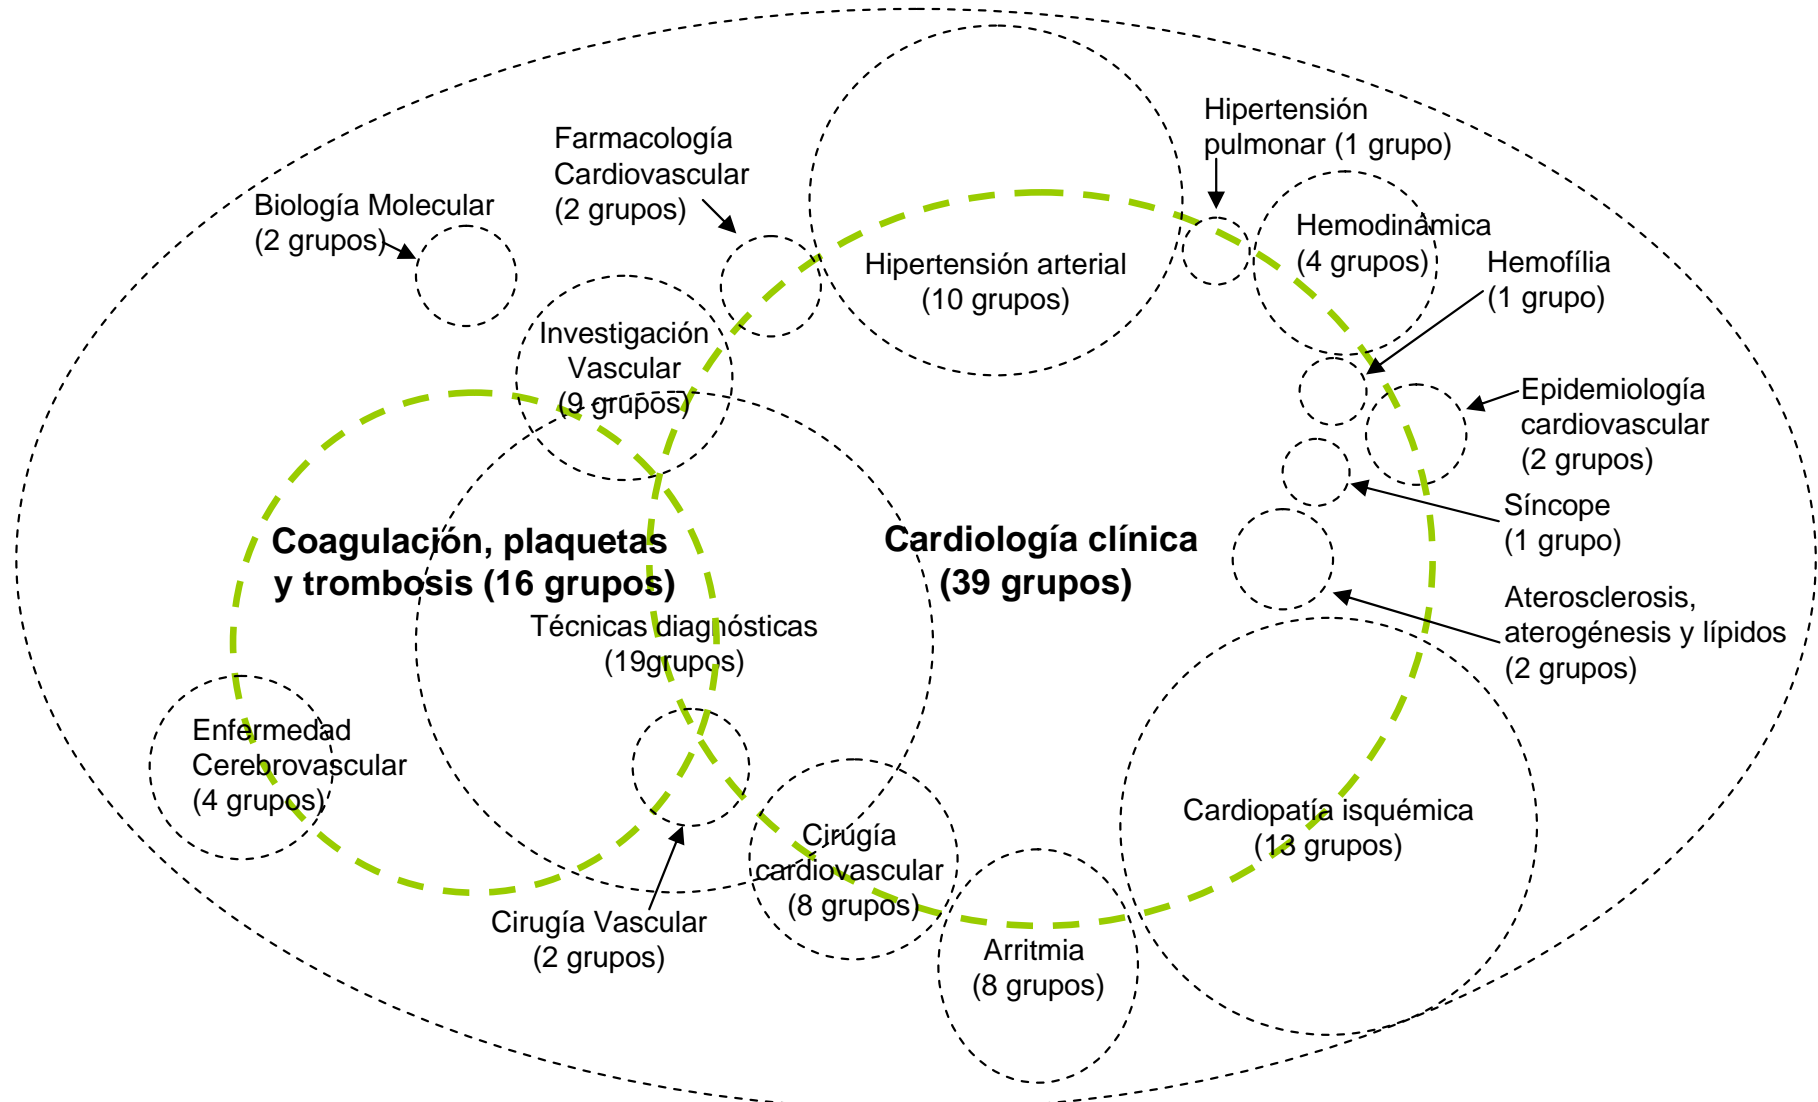 Hipertensión
pulmonar (1 grupo)
Farmacología
Cardiovascular
(2 grupos)
Biología Molecular
(2 grupos)
Hemodinámica
(4 grupos)
Hipertensión arterial
(10 grupos)
Hemofília
(1 grupo)
Investigación
Vascular
(9 grupos)
Epidemiología
cardiovascular
(2 grupos)
Síncope
(1 grupo)
Coagulación, plaquetas
y trombosis (16 grupos)
Cardiología clínica
(39 grupos)
Aterosclerosis,
aterogénesis y lípidos
(2 grupos)
Técnicas diagnósticas
(19grupos)
Enfermedad
Cerebrovascular
(4 grupos)
Cardiopatía isquémica
(13 grupos)
Cirugía
cardiovascular
(8 grupos)
Cirugía Vascular
(2 grupos)
Arritmia
(8 grupos)